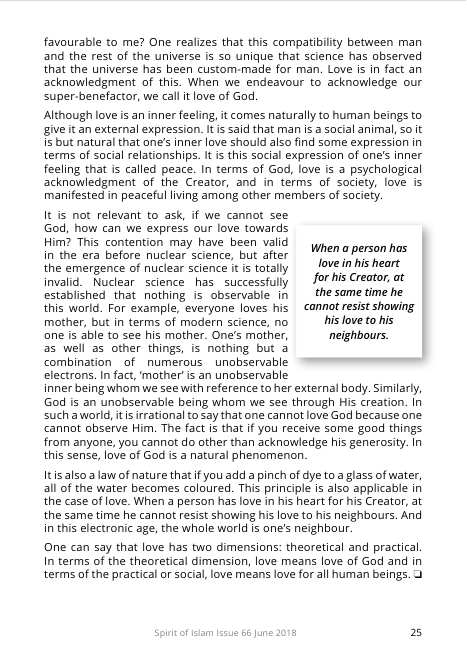 favourable to me? One realizes that this compatibility between man
and the rest of the universe is so unique that science has observed
that the universe has been custom-made for man. Love is in fact an
acknowledgment of this. When we endeavour to acknowledge our
super-benefactor, we call it love of God.
Although love is an inner feeling, it comes naturally to human beings to
give it an external expression. It is said that man is a social animal, so it
is but natural that one's inner love should also find some expression in
terms of social relationships. It is this social expression of one's inner
feeling that is called peace. In terms of God, love is a psychological
acknowledgment of the Creator, and in terms of society, love is
manifested in peaceful living among other members of society.
It is not relevant to ask, if we cannot see
God, how can we express our love towards
Him? This contention may have been valid
in the era before nuclear science, but after
the emergence of nuclear science it is totally
invalid. Nuclear science has successfully
established that nothing is observable in
this world. For example, everyone loves his
mother, but in terms of modern science, no
one is able to see his mother. One's mother,
as well as other things, is nothing but a
combination of numerous unobservable
electrons. In fact, 'mother' is an unobservable
inner being whom we see with reference to her external body. Similarly,
God is an unobservable being whom we see through His creation. In
such a world, it is irrational to say that one cannot love God because one
cannot observe Him. The fact is that if you receive some good things
from anyone, you cannot do other than acknowledge his generosity. In
this sense, love of God is a natural phenomenon.
When a person has
love in his heart
for his Creator, at
the same time he
cannot resist showing
his love to his
neighbours.
It is also a law of nature that if you add a pinch of dye to a glass of water,
all of the water becomes coloured. This principle is also applicable in
the case of love. When a person has love in his heart for his Creator, at
the same time he cannot resist showing his love to his neighbours. And
in this electronic age, the whole world is one's neighbour.
One can say that love has two dimensions: theoretical and practical.
In terms of the theoretical dimension, love means love of God and in
terms of the practical or social, love means love for all human beings. ❑
Spirit of Islam Issue 66 June 2018
25